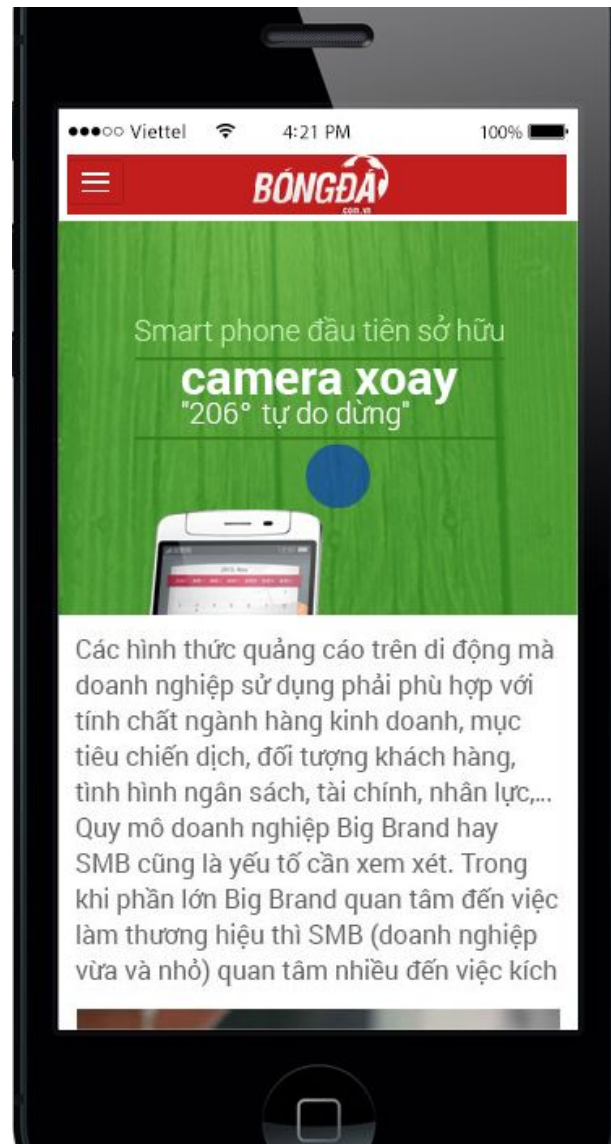 Viettel 4:21 PM 100%
BÓNGĐÁ
com.vn
Smart phone đầu tiên sở hữu
camera xoay
"206° tự do dừng"
Các hình thức quảng cáo trên di động mà
doanh nghiệp sử dụng phải phù hợp với
tính chất ngành hàng kinh doanh, mục
tiêu chiến dịch, đối tượng khách hàng,
tình hình ngân sách, tài chính, nhân lực,...
Quy mô doanh nghiệp Big Brand hay
SMB cũng là yếu tố cần xem xét. Trong
khi phần lớn Big Brand quan tâm đến việc
làm thương hiệu thì SMB (doanh nghiệp
vừa và nhỏ) quan tâm nhiều đến việc kích